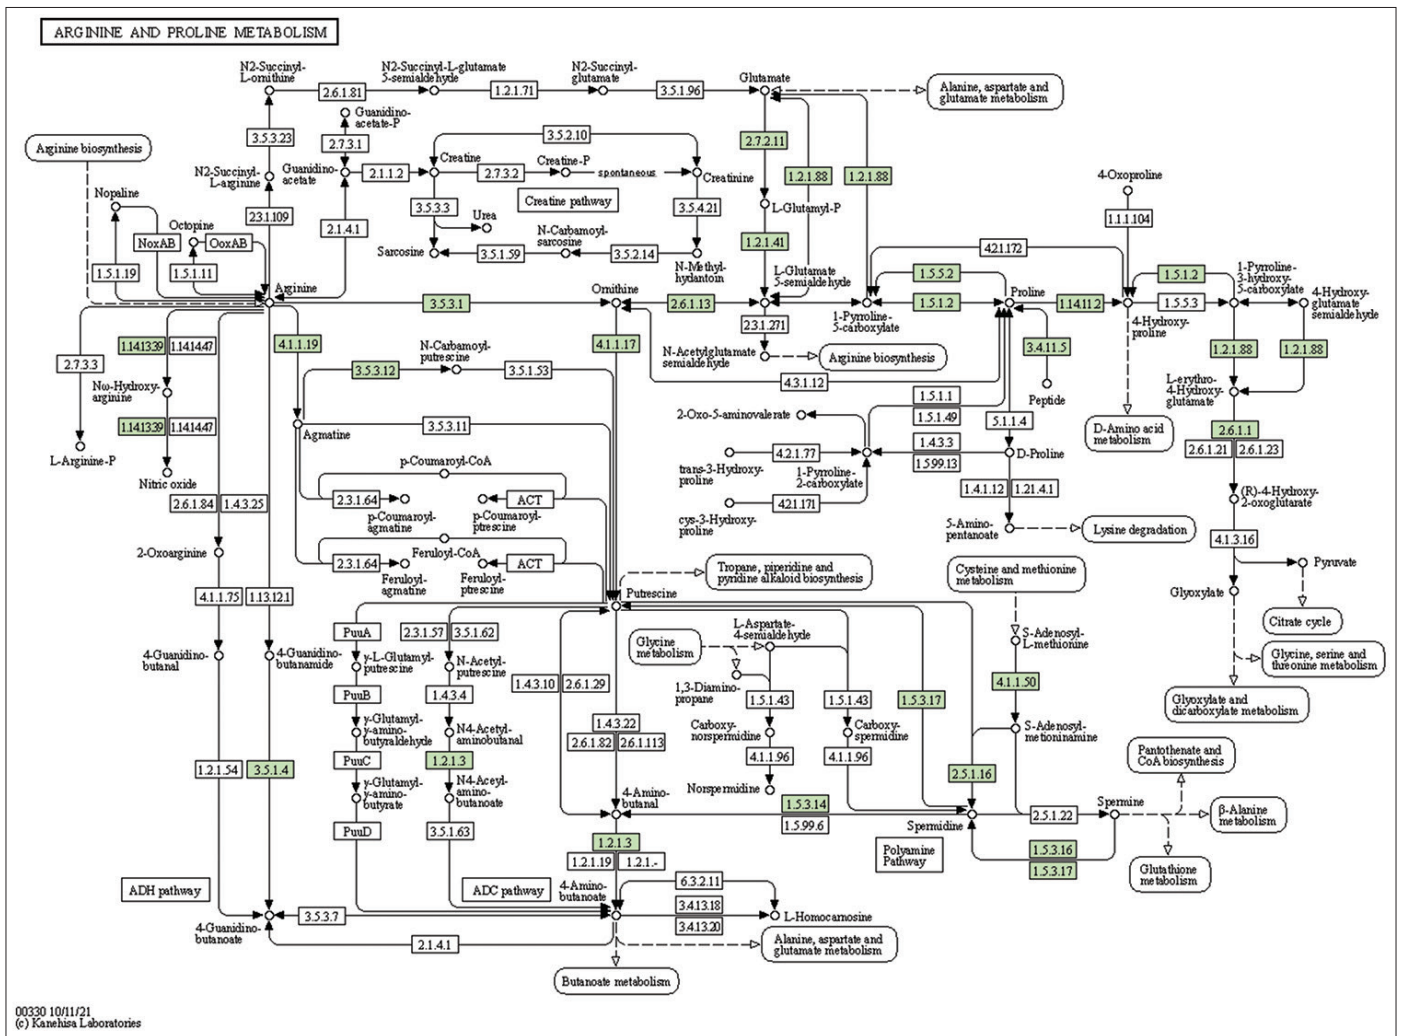 ARGININE AND PROLINE METABOLISM
N2-Succinyl-
L-ornithine
N2-Succinyl-L-glutamate
5-semialdehyde
N2-Succinyl-
glutamate
Glutamate
2.6.1.81
1.2.1.71
3.5.1.96
Alanine, aspartate and
glutamate metabolism
Guanidino-
acetate-P
3.5.3.23
2.7.3.1
3.5.2.10
2.7.2.11
Arginine biosynthesis
N2-Succinyl-
L-arginine
Guanidino-
acetate
2.1.1.2
Creatine
2.7.3.2
Creatine-P
spontaneous
Creatinine
1.2.1.88
1.2.1.88
4-Oxoproline
Nopaline
Octopine
2.3.1.109
2.1.4.1
3.5.3.3
Urea
Creatine pathway
3.5.4.21
L-Glutamyl-P
1.1.1.104
NoxAB
OoxAB
N-Carbamoyl-
sarcosine
1.2.1.41
4.2.1.172
Sarcosine
3.5.1.59
3.5.2.14
N-Methyl-
hydantoin
1.5.1.19
1.5.1.11
L-Glutamate
5-semialdehyde
1.5.5.2
1.5.1.2
1-Pyrroline-
3-hydroxy-
5-carboxylate
Arginine
3.5.3.1
Ornithine
2.6.1.13
1.5.1.2
Proline
1.14.11.2
1.5.5.3
4-Hydroxy-
glutamate
semialdehyde
2.3.1.271
1-Pyrroline-
5-carboxylate
4-Hydroxy-
proline
1.14.13.39
1.14.14.47
4.1.1.19
4.1.1.17
N-Carbamoyl-
putrescine
N-Acetylglutamate
semialdehyde
Arginine biosynthesis
3.4.11.5
1.2.1.88
1.2.1.88
2.7.3.3
3.5.3.12
3.5.1.53
4.3.1.12
Nω-Hydroxy-
arginine
Peptide
L-erythro-
4-Hydroxy-
glutamate
1.5.1.1
2-Oxo-5-aminovalerate
1.5.1.49
5.1.1.4
1.14.13.39
1.14.14.47
Agmatine
3.5.3.11
D-Amino acid
metabolism
2.6.1.1
L-Arginine-P
1.4.3.3
2.6.1.21
2.6.1.23
p-Coumaroyl-CoA
4.2.1.77
1.5.99.13
D-Proline
trans-3-Hydroxy-
proline
1-Pyrroline-
2-carboxylate
Nitric oxide
1.4.1.12
1.21.4.1
2.6.1.84
1.4.3.25
2.3.1.64
ACT
4.2.1.171
(R)-4-Hydroxy-
2-oxoglutarate
p-Coumaroyl-
agmatine
p-Coumaroyl-
ptrescine
cys-3-Hydroxy-
proline
5-Amino-
pentanoate
Lysine degradation
4.1.3.16
2-Oxoarginine
Feruloyl-CoA
2.3.1.64
ACT
Pyruvate
Feruloyl-
agmatine
Feruloyl-
ptrescine
Tropane, piperidine and
pyridine alkaloid biosynthesis
Cysteine and methionine
metabolism
Glyoxylate
4.1.1.75
1.13.12.1
Putrescine
Citrate cycle
PuuA
2.3.1.57
3.5.1.62
L-Aspartate-
4-semialdehyde
S-Adenosyl-
L-methionine
Glycine
metabolism
4-Guanidino-
butanal
4-Guanidino-
butanamide
γ-L-Glutamyl-
putrescine
N-Acetyl-
putrescine
Glycine, serine and
threonine metabolism
1.4.3.10
2.6.1.29
4.1.1.50
PuuB
1.4.3.4
1,3-Diamino-
propane
1.5.1.43
1.5.1.43
1.5.3.17
Glyoxylate and
dicarboxylate metabolism
γ-Glutamyl-
γ-amino-
butyraldehyde
N4-Acetyl-
aminobutanal
1.4.3.22
Carboxy-
norspermidine
Carboxy-
spermidine
S-Adenosyl-
metioninamine
2.6.1.82
2.6.1.113
Pantothenate and
CoA biosynthesis
PuuC
1.2.1.3
4.1.1.96
4.1.1.96
1.2.1.54
3.5.1.4
2.5.1.16
γ-Glutamyl-
γ-amino-
butyrate
N4-Aceyl-
amino-
butanoate
4-Amino-
butanal
Norspermidine
1.5.3.14
Spermine
1.5.99.6
Spermidine
2.5.1.22
β-Alanine
metabolism
PuuD
3.5.1.63
1.2.1.3
1.2.1.19
1.2.1.-
Polyamine
Pathway
1.5.3.16
1.5.3.17
Glutathione
metabolism
ADH pathway
ADC pathway
4-Amino-
butanoate
6.3.2.11
3.4.13.18
3.5.3.7
L-Homocarnosine
3.4.13.20
4-Guanidino-
butanoate
2.1.4.1
Alanine, aspartate and
glutamate metabolism
Butanoate metabolism
00330 10/11/21
(c) Kanehisa Laboratories